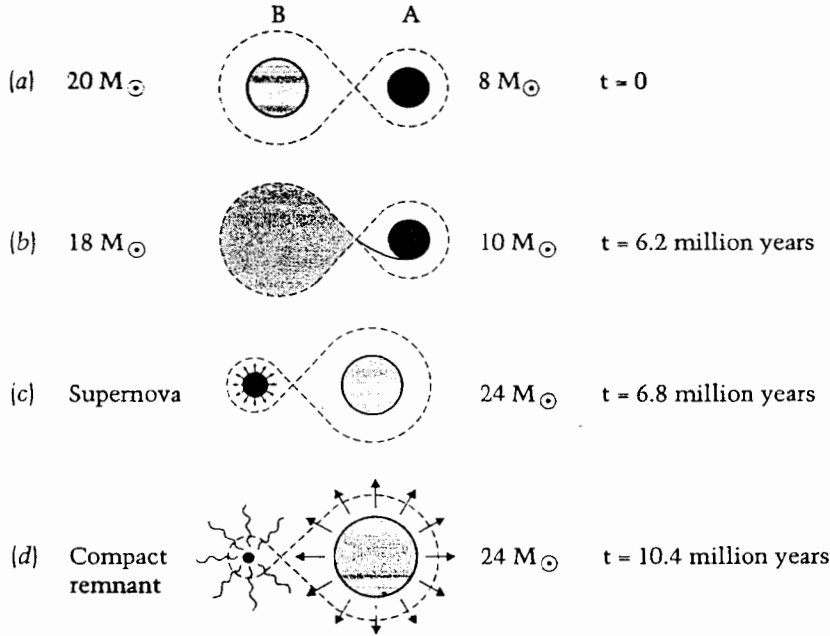 B A
(a) 20 M☉ 8 M☉ t = 0
(b) 18 M☉ 10 M☉ t = 6.2 million years
(c) Supernova 24 M☉ t = 6.8 million years
(d) Compact 24 M☉ t = 10.4 million years
remnant